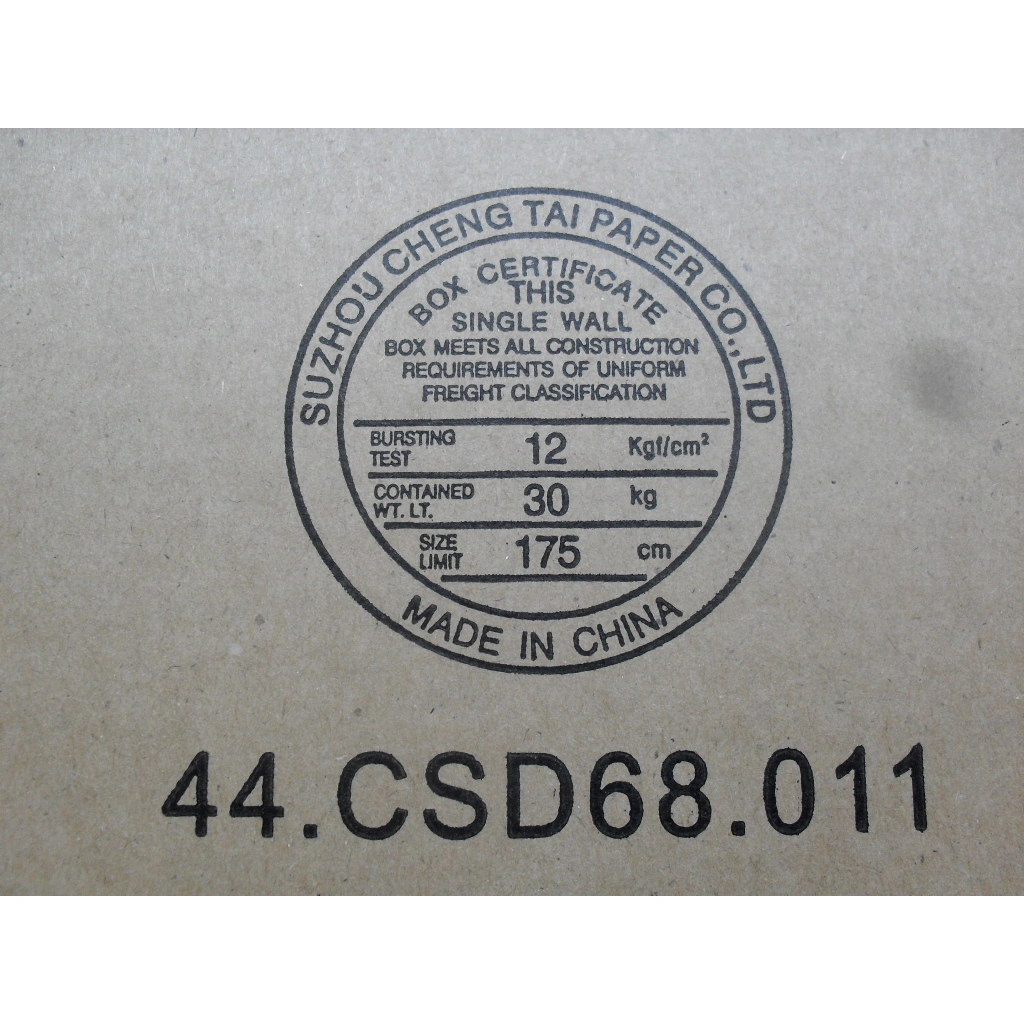 SUZHOU CHENG TAI PAPER CO.,LTD
BOX CERTIFICATE
THIS
SINGLE WALL
BOX MEETS ALL CONSTRUCTION
REQUIREMENTS OF UNIFORM
FREIGHT CLASSIFICATION
BURSTING TEST 12 Kgf/cm²
CONTAINED WT. LT. 30 kg
SIZE LIMIT 175 cm
MADE IN CHINA
44.CSD68.011